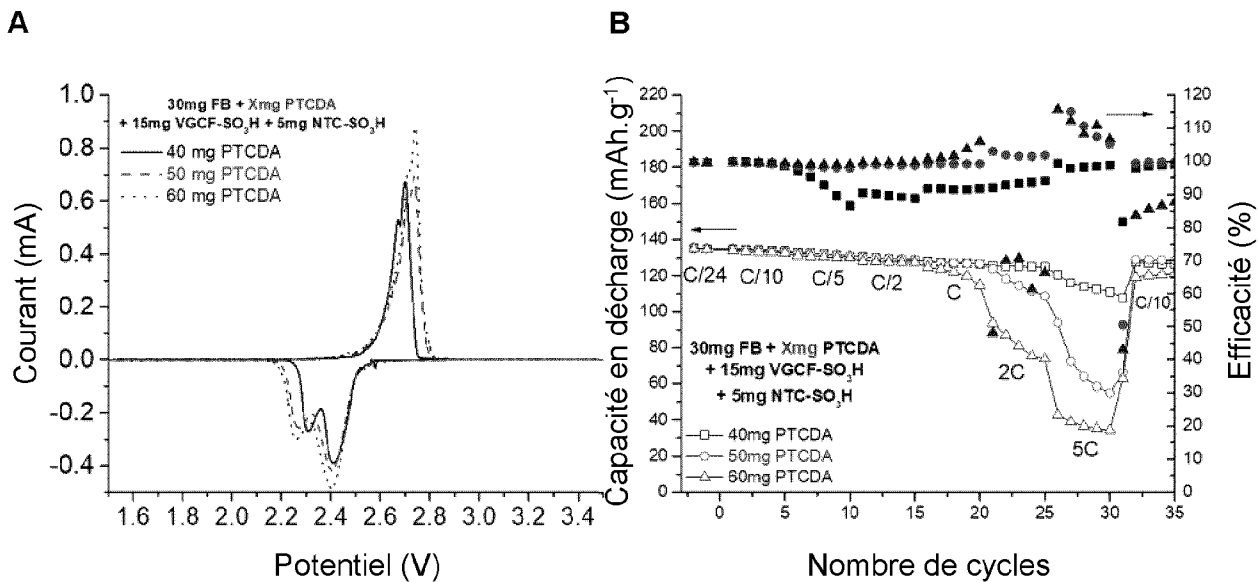 A
Courant (mA)
1.0
0.8
0.6
0.4
0.2
0.0
-0.2
-0.4
30mg FB + Xmg PTCDA
+ 15mg VGCF-SO3H + 5mg NTC-SO3H
40 mg PTCDA
50 mg PTCDA
60 mg PTCDA
1.6 1.8 2.0 2.2 2.4 2.6 2.8 3.0 3.2 3.4
Potentiel (V)
B
Capacité en décharge (mAh.g-1)
220
200
180
160
140
120
100
80
60
40
20
0
C/24 C/10 C/5 C/2 C C/10
2C
5C
30mg FB + Xmg PTCDA
+ 15mg VGCF-SO3H
+ 5mg NTC-SO3H
40mg PTCDA
50mg PTCDA
60mg PTCDA
0 5 10 15 20 25 30 35
Nombre de cycles
120
110
100
90
80
70
60
50
40
30
20
10
0
Efficacité (%)